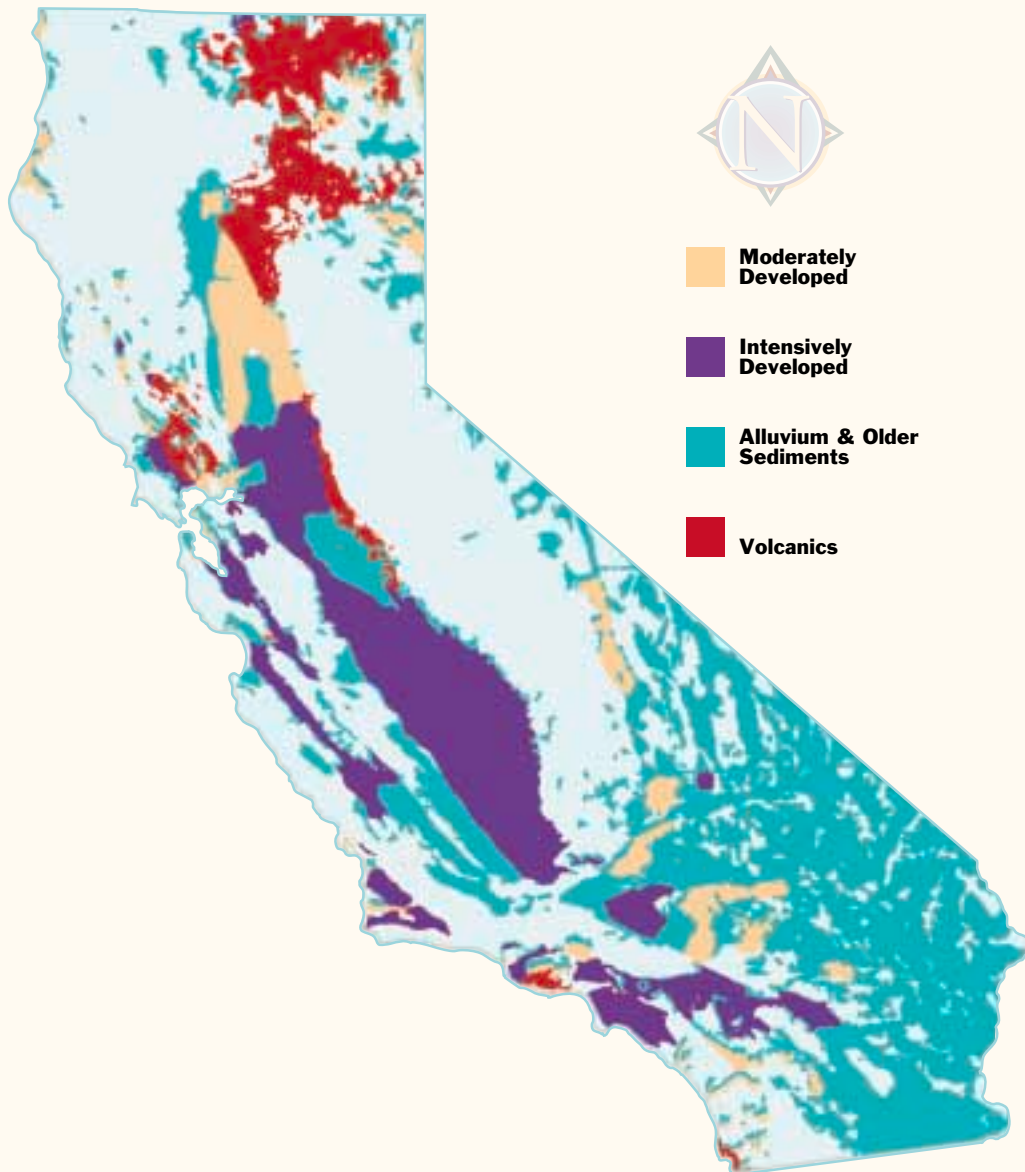 N
Moderately
Developed
Intensively
Developed
Alluvium & Older
Sediments
Volcanics